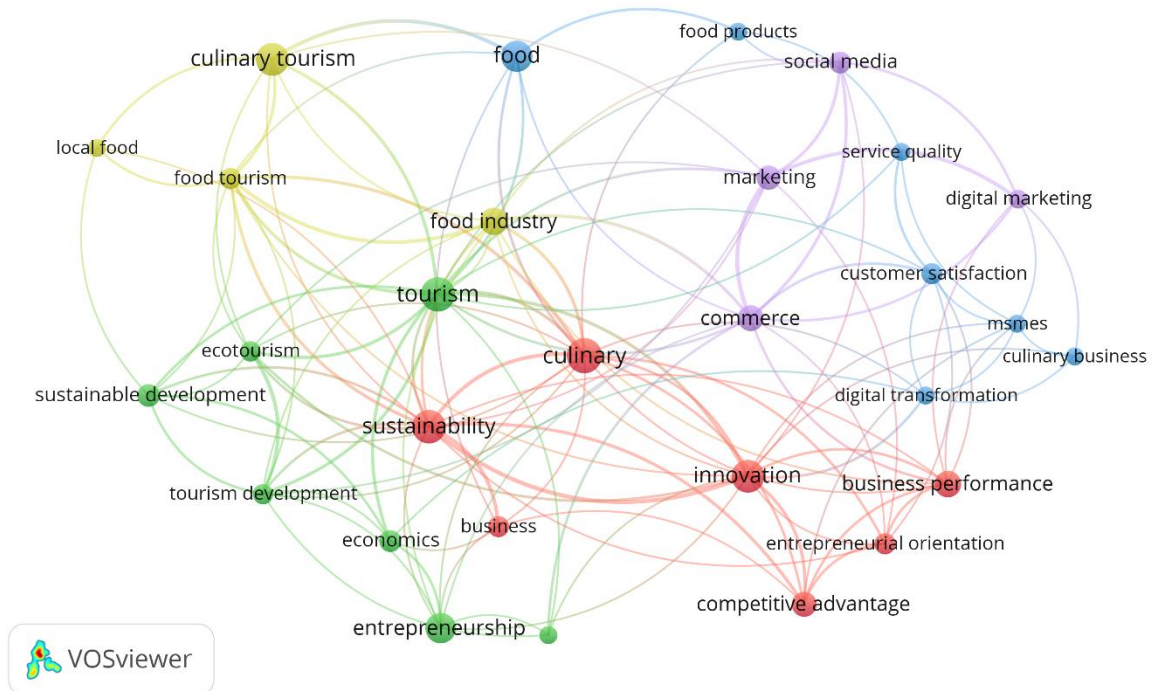 food products
culinary tourism
food
social media
local food
service quality
food tourism
marketing
digital marketing
food industry
customer satisfaction
tourism
commerce
msmes
ecotourism
culinary
culinary business
sustainable development
digital transformation
sustainability
innovation
business performance
tourism development
business
economics
entrepreneurial orientation
competitive advantage
entrepreneurship
VOSviewer